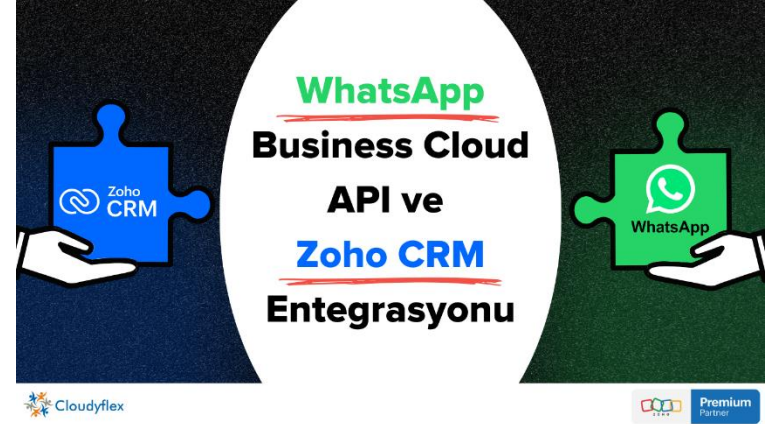 WhatsApp
Business Cloud
API ve
Zoho CRM
Entegrasyonu
Zoho
CRM
WhatsApp
Cloudyflex
ZOHO
Premium
Partner